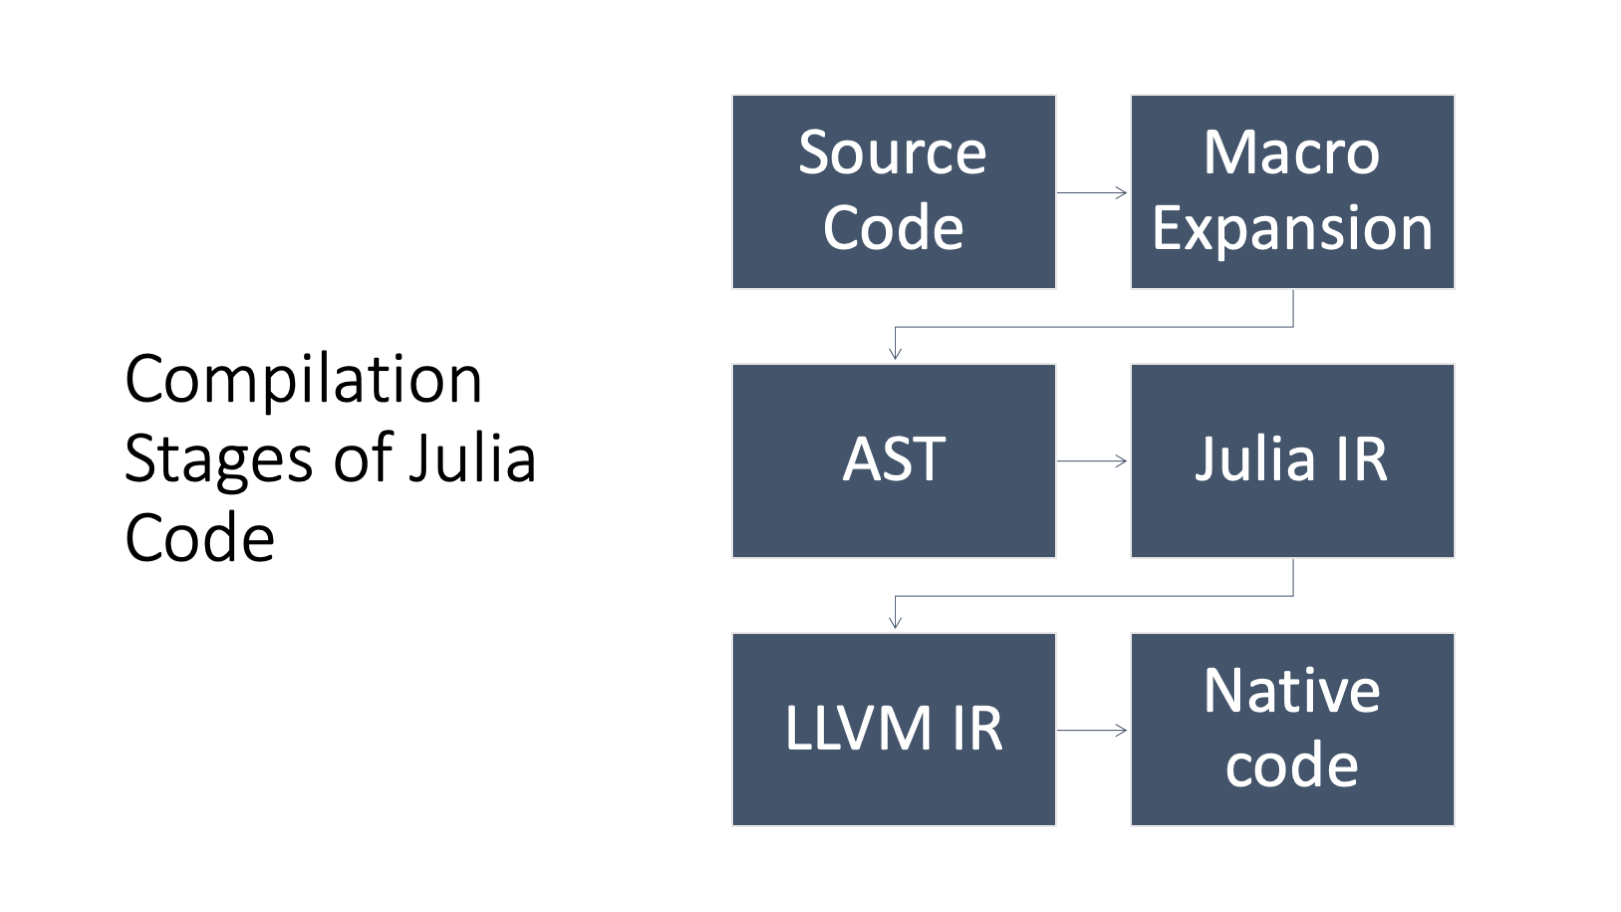 Compilation
Stages of Julia
Code
Source
Code
Macro
Expansion
AST
Julia IR
LLVM IR
Native
code